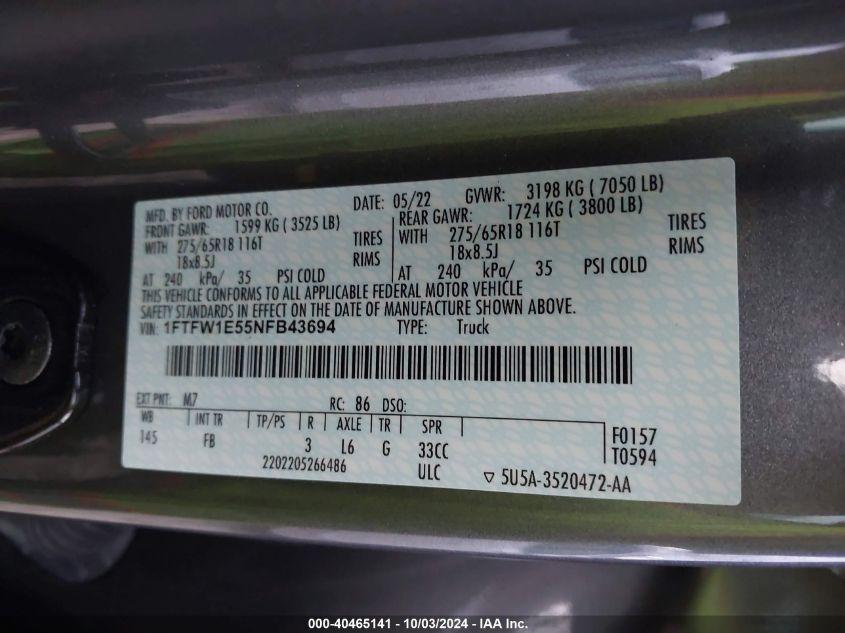 MFD. BY FORD MOTOR CO. DATE: 05/22 GVWR: 3198 KG ( 7050 LB)
FRONT GAWR: 1599 KG ( 3525 LB) REAR GAWR: 1724 KG ( 3800 LB)
WITH 275/65R18 116T TIRES WITH 275/65R18 116T TIRES
18x8.5J RIMS 18x8.5J RIMS
AT 240 kPa/ 35 PSI COLD AT 240 kPa/ 35 PSI COLD
THIS VEHICLE CONFORMS TO ALL APPLICABLE FEDERAL MOTOR VEHICLE
SAFETY STANDARDS IN EFFECT ON THE DATE OF MANUFACTURE SHOWN ABOVE.
VIN: 1FTFW1E55NFB43694 TYPE: Truck
EXT PNT: M7 RC: 86 DSO:
WB INT TR TP/PS R AXLE TR SPR
145 FB 3 L6 G 33CC F0157
2202205266486 ULC T0594
▽ 5U5A-3520472-AA
000-40465141 - 10/03/2024 - IAA Inc.